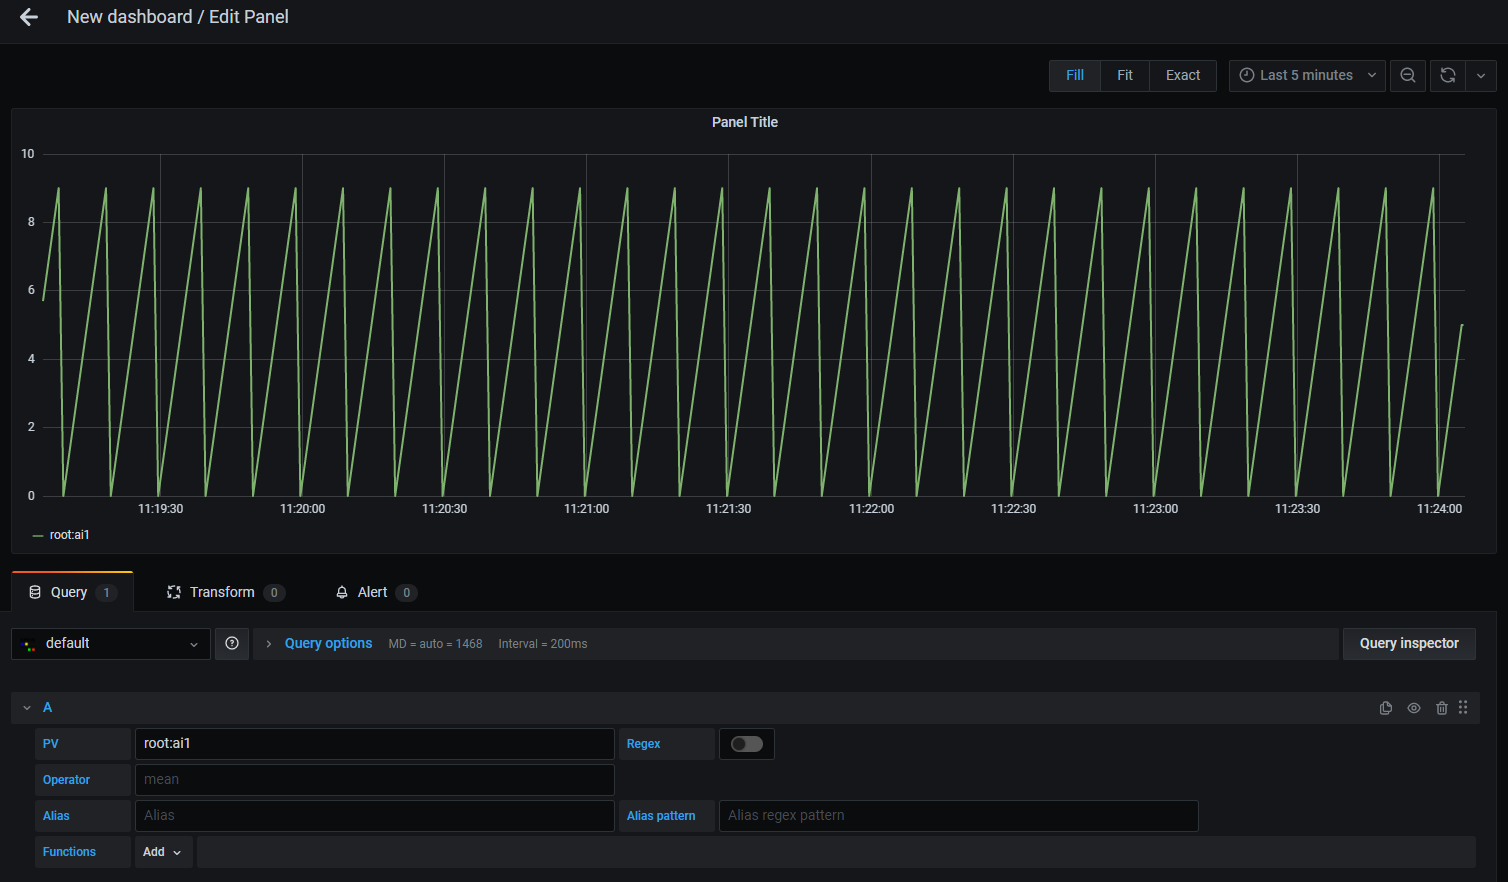 New dashboard / Edit Panel
Fill Fit Exact Last 5 minutes
Panel Title
10
8
6
4
2
0
11:19:30 11:20:00 11:20:30 11:21:00 11:21:30 11:22:00 11:22:30 11:23:00 11:23:30 11:24:00
root:ai1
Query 1 Transform 0 Alert 0
default Query options MD = auto = 1468 Interval = 200ms Query inspector
A
PV root:ai1 Regex
Operator mean
Alias Alias Alias pattern Alias regex pattern
Functions Add